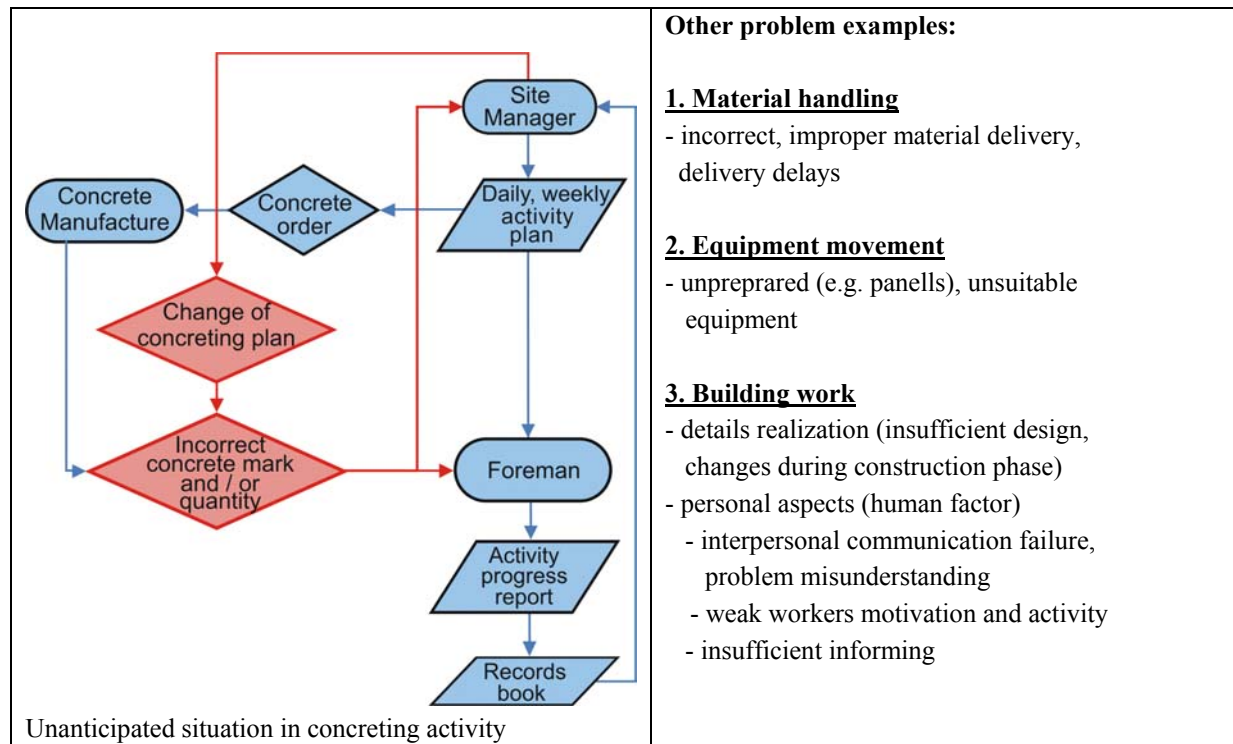 Site
Manager
Concrete
Manufacture
Concrete
order
Daily, weekly
activity
plan
Change of
concreting plan
Incorrect
concrete mark
and / or
quantity
Foreman
Activity
progress
report
Records
book
Unanticipated situation in concreting activity
Other problem examples:
1. Material handling
- incorrect, improper material delivery,
delivery delays
2. Equipment movement
- unpreprared (e.g. panells), unsuitable
equipment
3. Building work
- details realization (insufficient design,
changes during construction phase)
- personal aspects (human factor)
- interpersonal communication failure,
problem misunderstanding
- weak workers motivation and activity
- insufficient informing